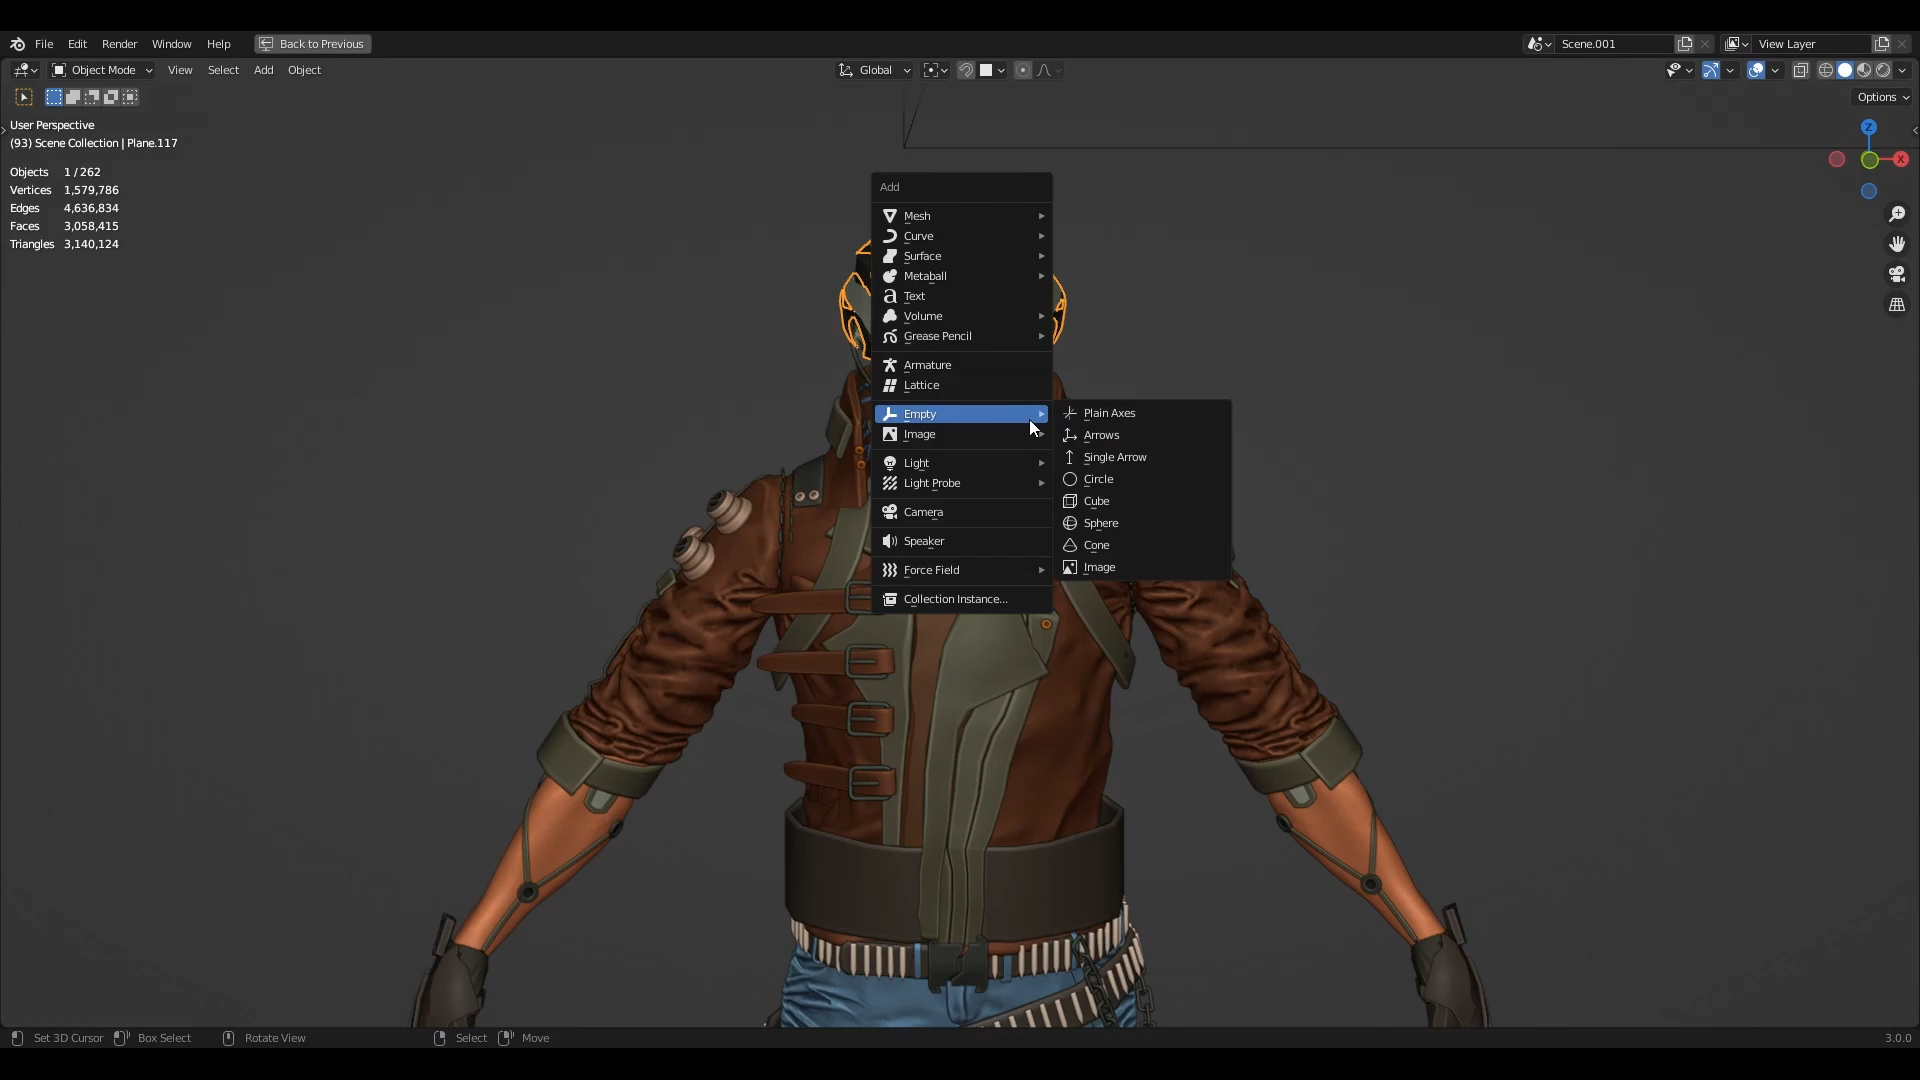 File Edit Render Window Help Back to Previous Scene.001 View Layer
Object Mode View Select Add Object Global
Options
User Perspective
(93) Scene Collection | Plane.117
Objects 1 / 262
Vertices 1,579,786
Edges 4,636,834
Faces 3,058,415
Triangles 3,140,124
Z
X
Add
Mesh
Curve
Surface
Metaball
Text
Volume
Grease Pencil
Armature
Lattice
Empty
Image
Light
Light Probe
Camera
Speaker
Force Field
Collection Instance...
Plain Axes
Arrows
Single Arrow
Circle
Cube
Sphere
Cone
Image
Set 3D Cursor Box Select Rotate View Select Move 3.0.0